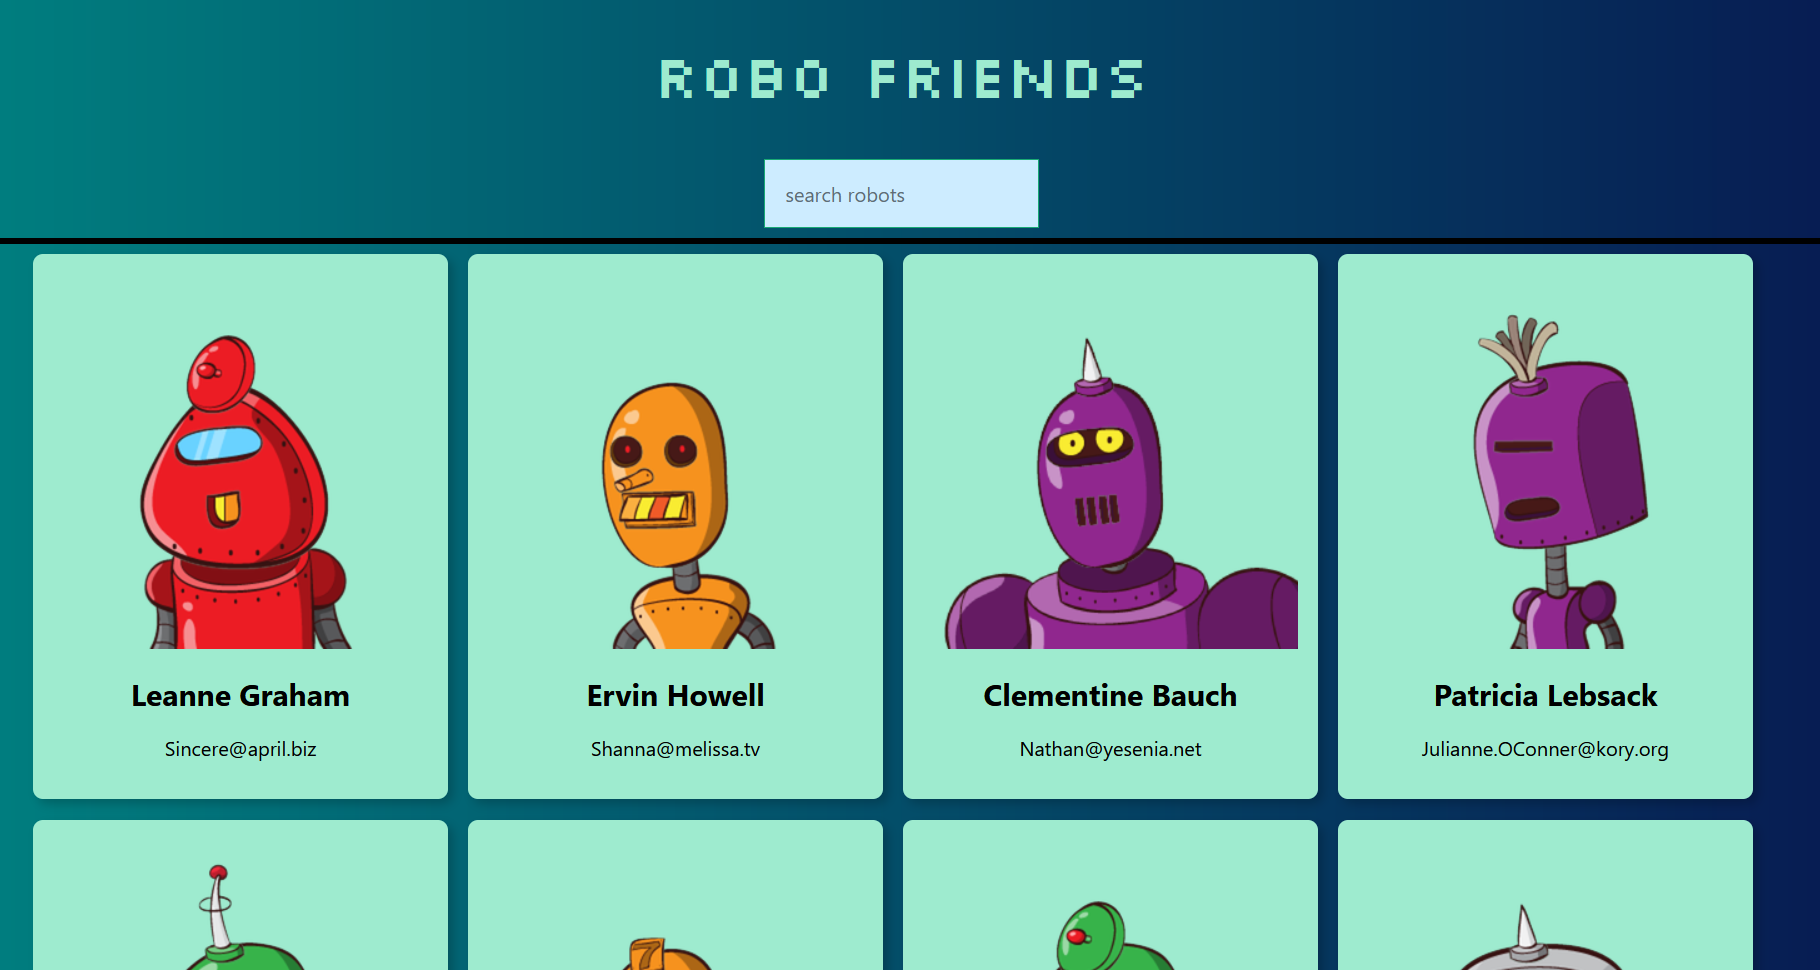 ROBO FRIENDS
search robots
Leanne Graham
Ervin Howell
Clementine Bauch
Patricia Lebsack
Sincere@april.biz
Shanna@melissa.tv
Nathan@yesenia.net
Julianne.OConner@kory.org
7